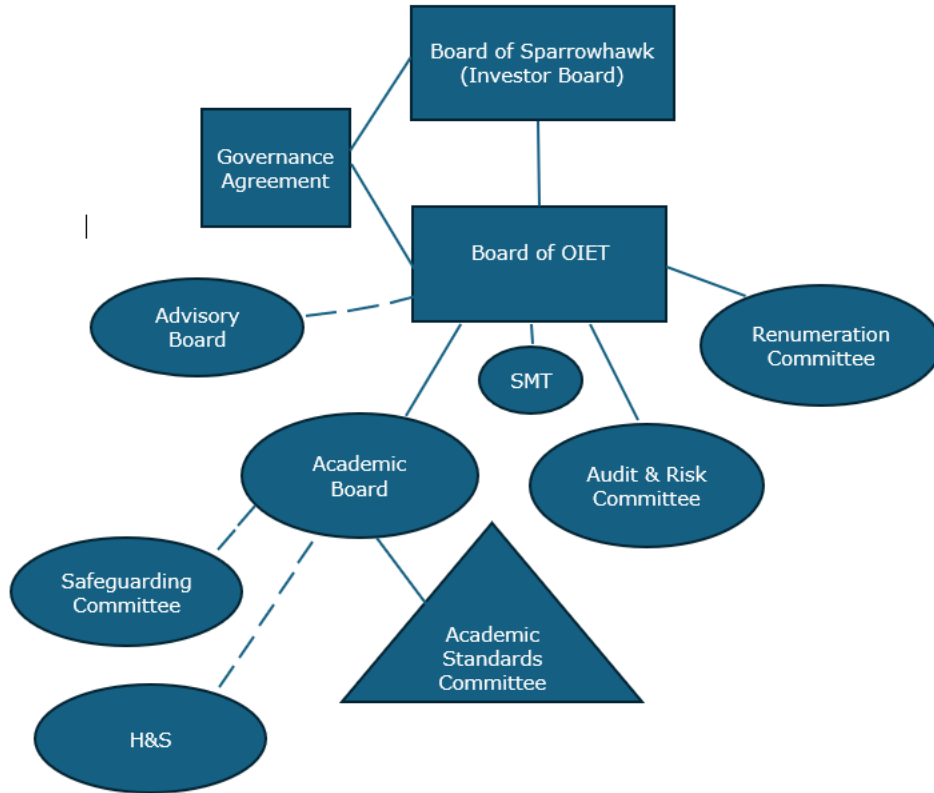 Board of Sparrowhawk
(Investor Board)
Governance
Agreement
Board of OIET
Advisory
Board
SMT
Renumeration
Committee
Academic
Board
Audit & Risk
Committee
Safeguarding
Committee
Academic
Standards
Committee
H&S